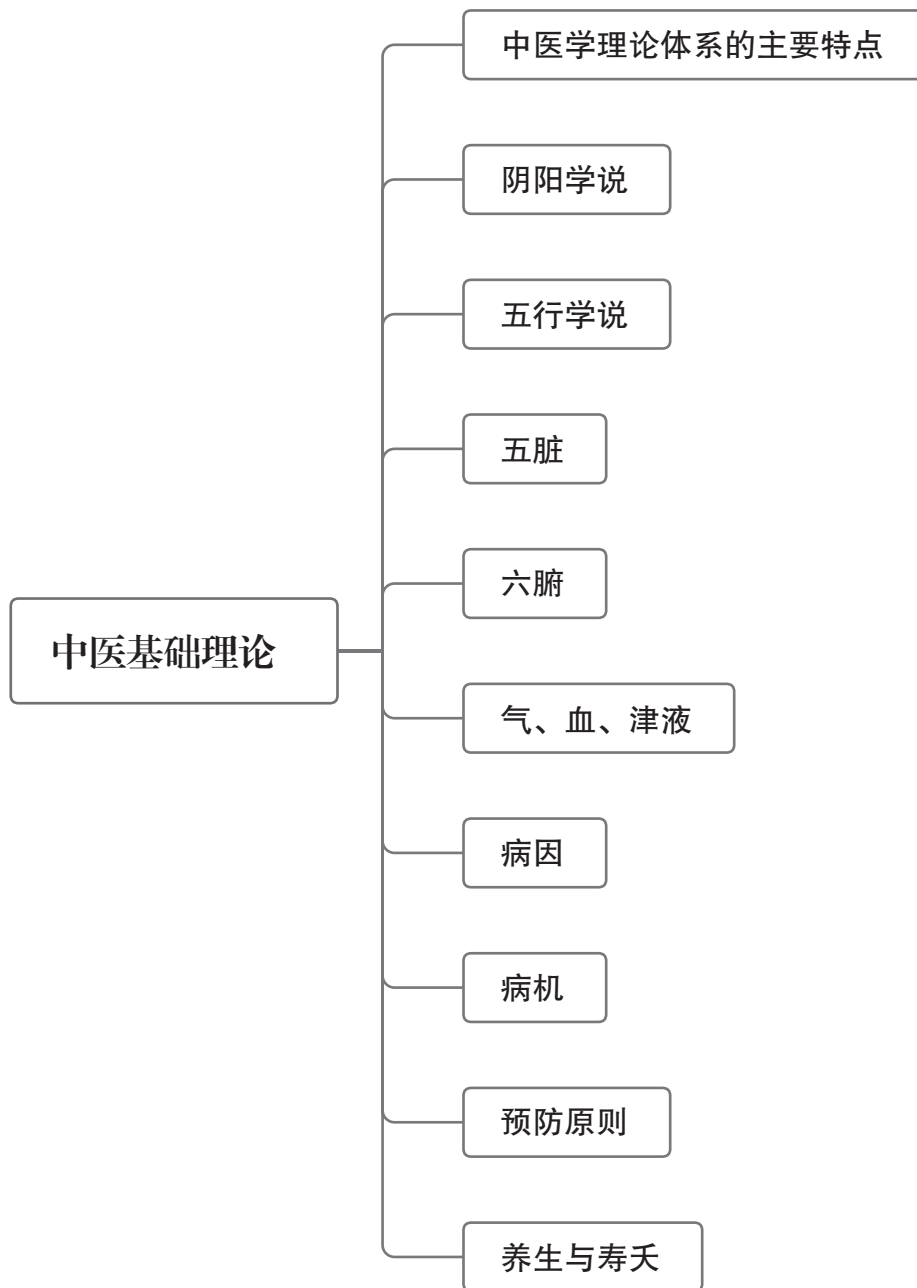 中医学理论体系的主要特点
阴阳学说
五行学说
五脏
六腑
中医基础理论
气、血、津液
病因
病机
预防原则
养生与寿夭